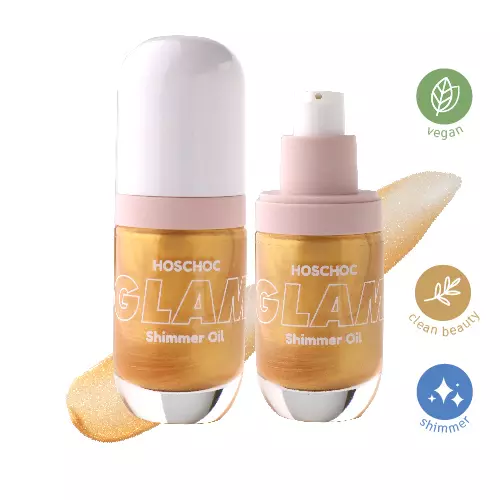 HOSCHOC
GLAM
Shimmer Oil
HOSCHOC
GLAM
Shimmer Oil
vegan
clean beauty
shimmer